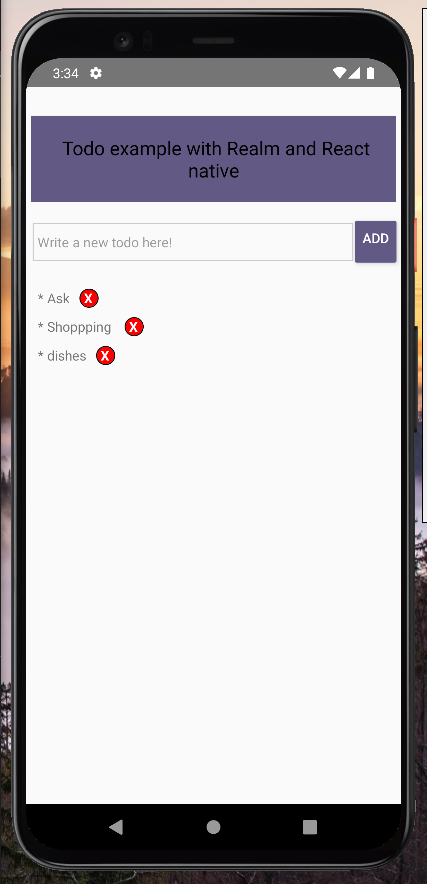 3:34
Todo example with Realm and React
native
Write a new todo here!
ADD
* Ask X
* Shoppping X
* dishes X